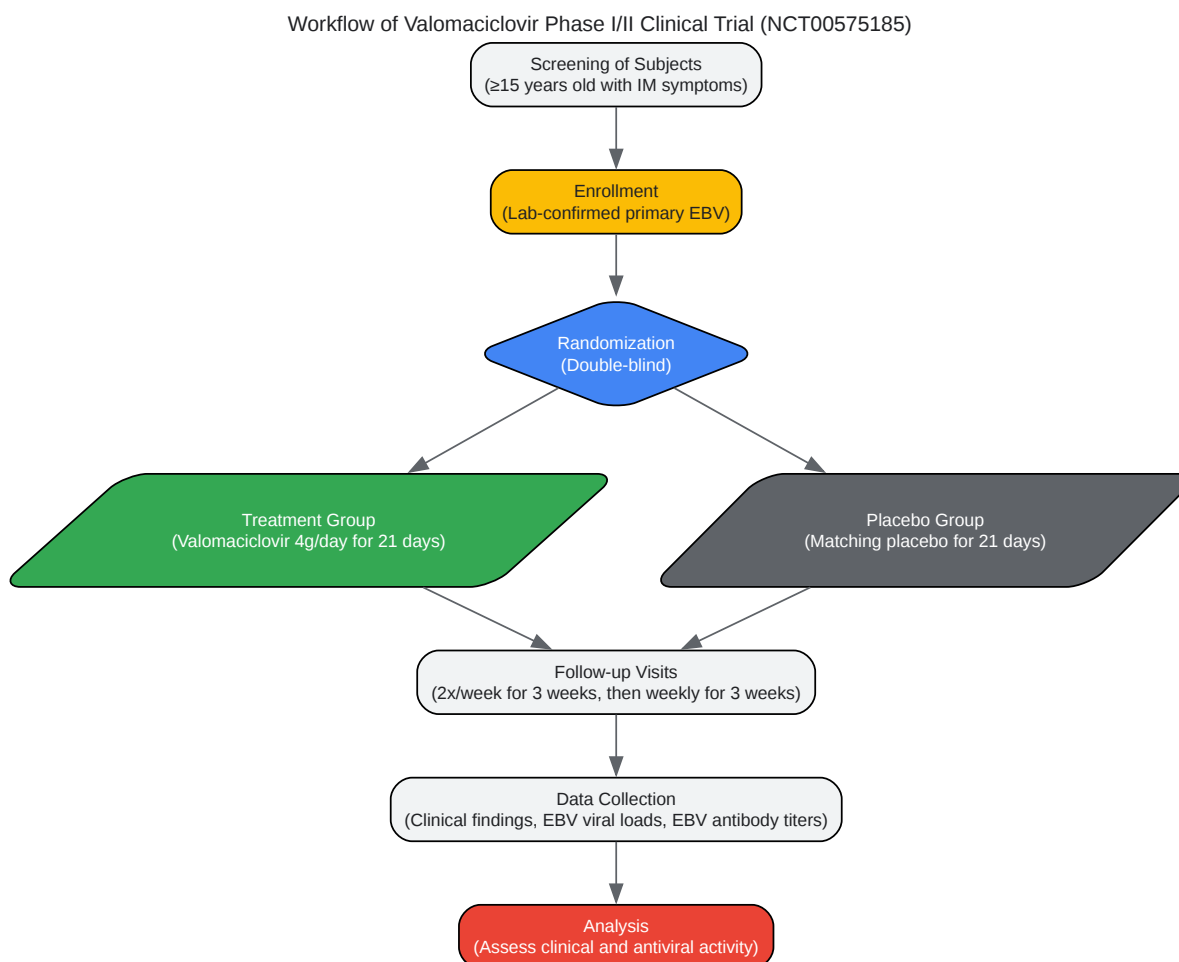 Workflow of Valomaciclovir Phase I/II Clinical Trial (NCT00575185)
Screening of Subjects
(≥15 years old with IM symptoms)
Enrollment
(Lab-confirmed primary EBV)
Randomization
(Double-blind)
Treatment Group
(Valomaciclovir 4g/day for 21 days)
Placebo Group
(Matching placebo for 21 days)
Follow-up Visits
(2x/week for 3 weeks, then weekly for 3 weeks)
Data Collection
(Clinical findings, EBV viral loads, EBV antibody titers)
Analysis
(Assess clinical and antiviral activity)